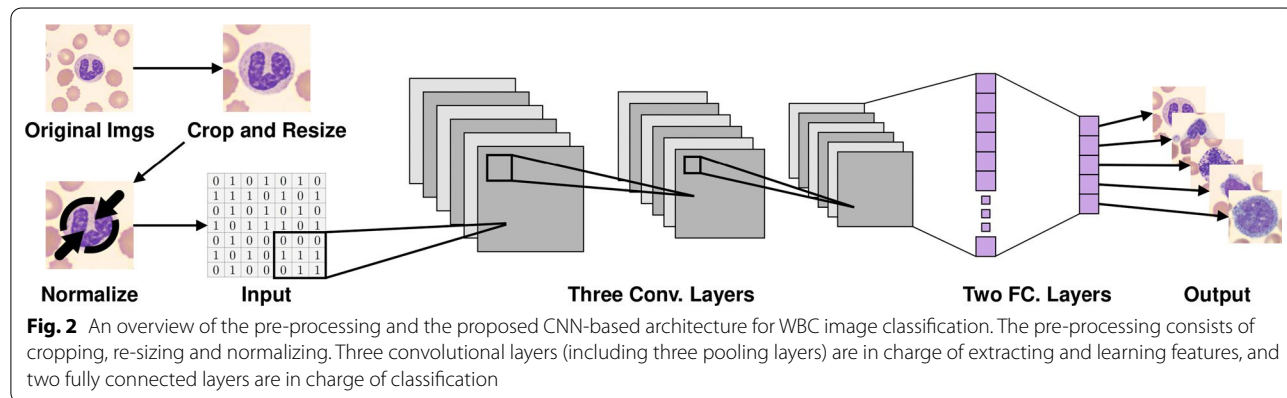 Original Imgs
Crop and Resize
0 1 0 1 0 1 0
1 1 1 0 1 0 1
0 1 0 1 0 1 0
1 0 1 1 1 0 1
0 1 0 0 0 0 0
1 0 1 0 1 1 1
0 1 0 0 0 1 1
Normalize
Input
Three Conv. Layers
Two FC. Layers
Output
Fig. 2 An overview of the pre-processing and the proposed CNN-based architecture for WBC image classification. The pre-processing consists of
cropping, re-sizing and normalizing. Three convolutional layers (including three pooling layers) are in charge of extracting and learning features, and
two fully connected layers are in charge of classification